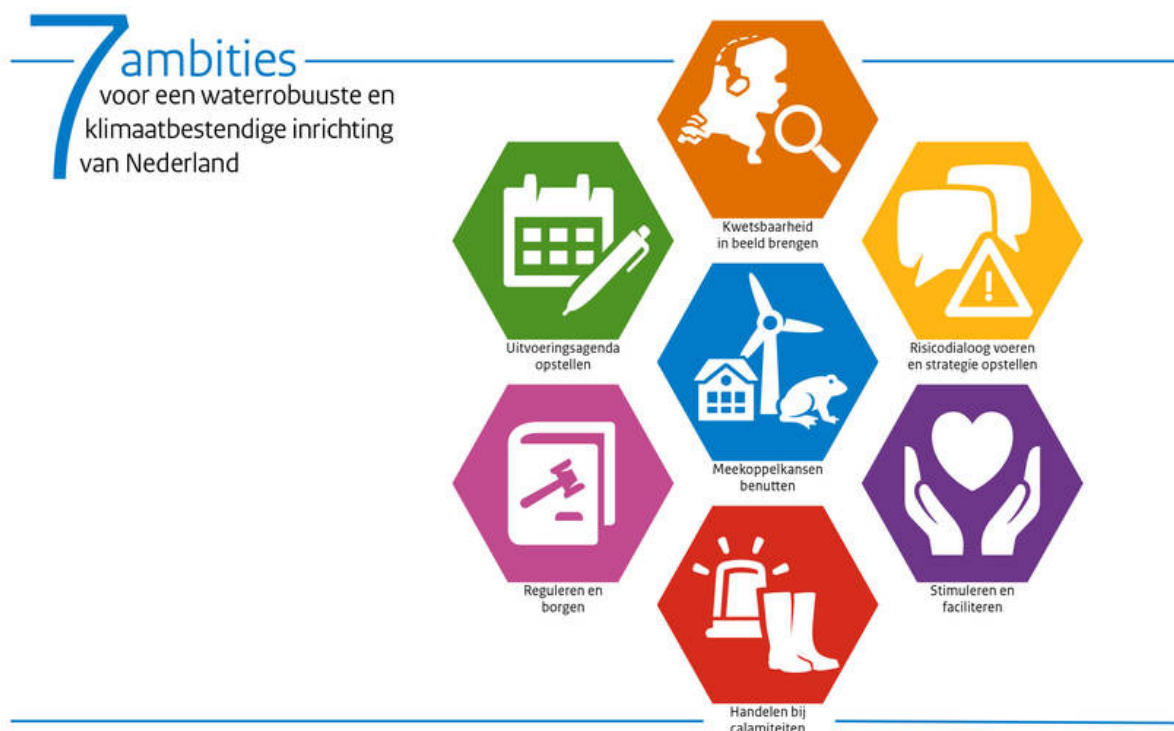 7 ambities
voor een waterrobuuste en
klimaatbestendige inrichting
van Nederland
Kwetsbaarheid
in beeld brengen
Uitvoeringsagenda
opstellen
Risicodialoog voeren
en strategie opstellen
Meekoppelkansen
benutten
Reguleren en
borgen
Stimuleren en
faciliteren
Handelen bij
calamiteiten